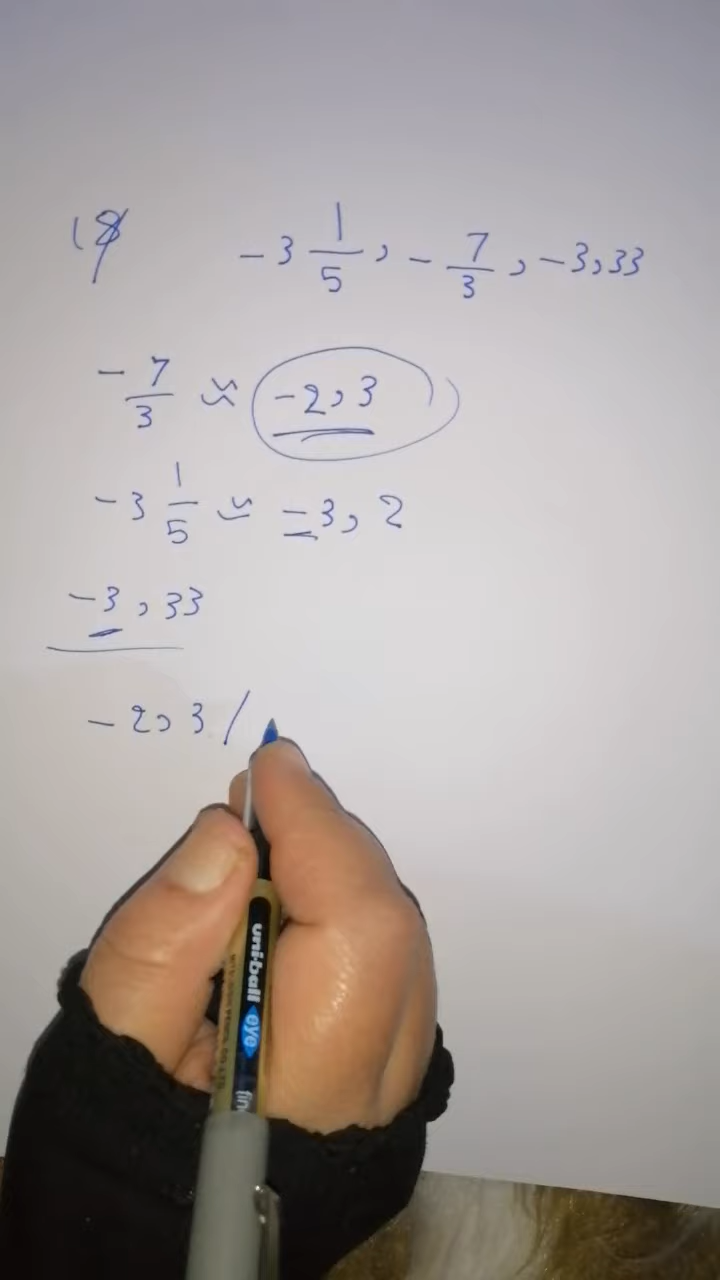 18 -3 1/5, -7/3, -3,33
-7/3 ≈ -2,3
-3 1/5 ≃ -3,2
-3,33
-2,3 /
uni-ball eye fin